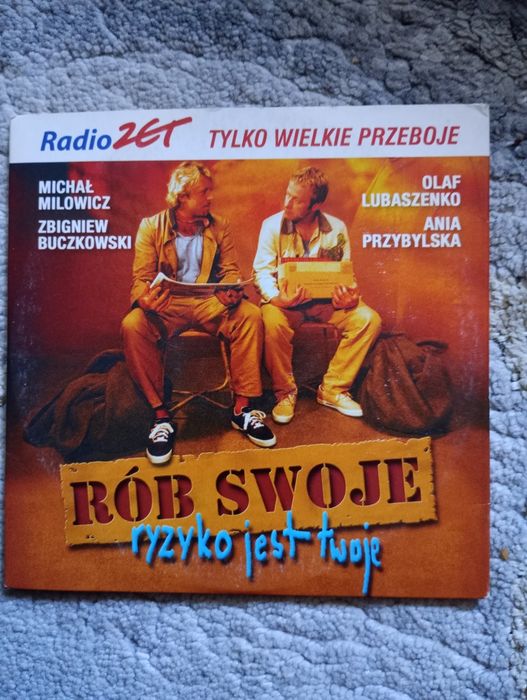 Radio ZET TYLKO WIELKIE PRZEBOJE
MICHAŁ
MILOWICZ
ZBIGNIEW
BUCZKOWSKI
OLAF
LUBASZENKO
ANIA
PRZYBYLSKA
RÓB SWOJE
ryzyko jest twoje